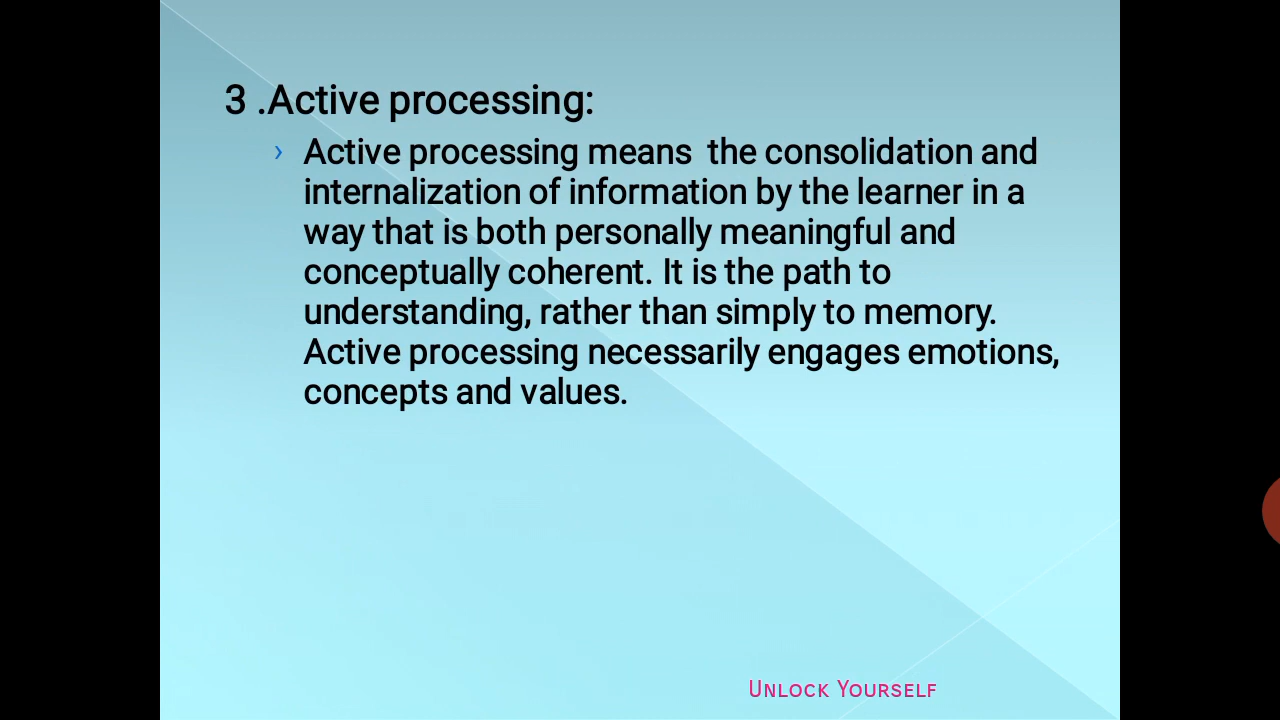 3 .Active processing:
› Active processing means  the consolidation and
internalization of information by the learner in a
way that is both personally meaningful and
conceptually coherent. It is the path to
understanding, rather than simply to memory.
Active processing necessarily engages emotions,
concepts and values.
Unlock Yourself